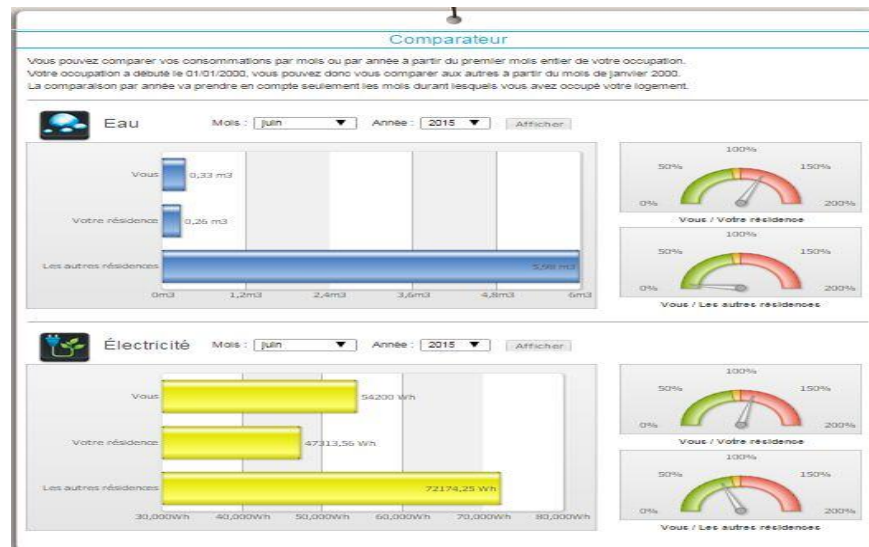 Comparateur
Vous pouvez comparer vos consommations par mois ou par année à partir du premier mois entier de votre occupation.
Votre occupation a débuté le 01/01/2000, vous pouvez donc vous comparer aux autres à partir du mois de janvier 2000.
La comparaison par année va prendre en compte seulement les mois durant lesquels vous avez occupé votre logement.
Eau Mois : juin Année : 2015 Afficher
Vous 0,33 m3
Votre résidence 0,26 m3
Les autres résidences 5,98 m3
0m3 1,2m3 2,4m3 3,6m3 4,8m3 6m3
0% 50% 100% 150% 200%
Vous / Votre résidence
0% 50% 100% 150% 200%
Vous / Les autres résidences
Électricité Mois : juin Année : 2015 Afficher
Vous 54200 Wh
Votre résidence 47313,56 Wh
Les autres résidences 72174,25 Wh
30,000Wh 40,000Wh 50,000Wh 60,000Wh 70,000Wh 80,000Wh
0% 50% 100% 150% 200%
Vous / Votre résidence
0% 50% 100% 150% 200%
Vous / Les autres résidences